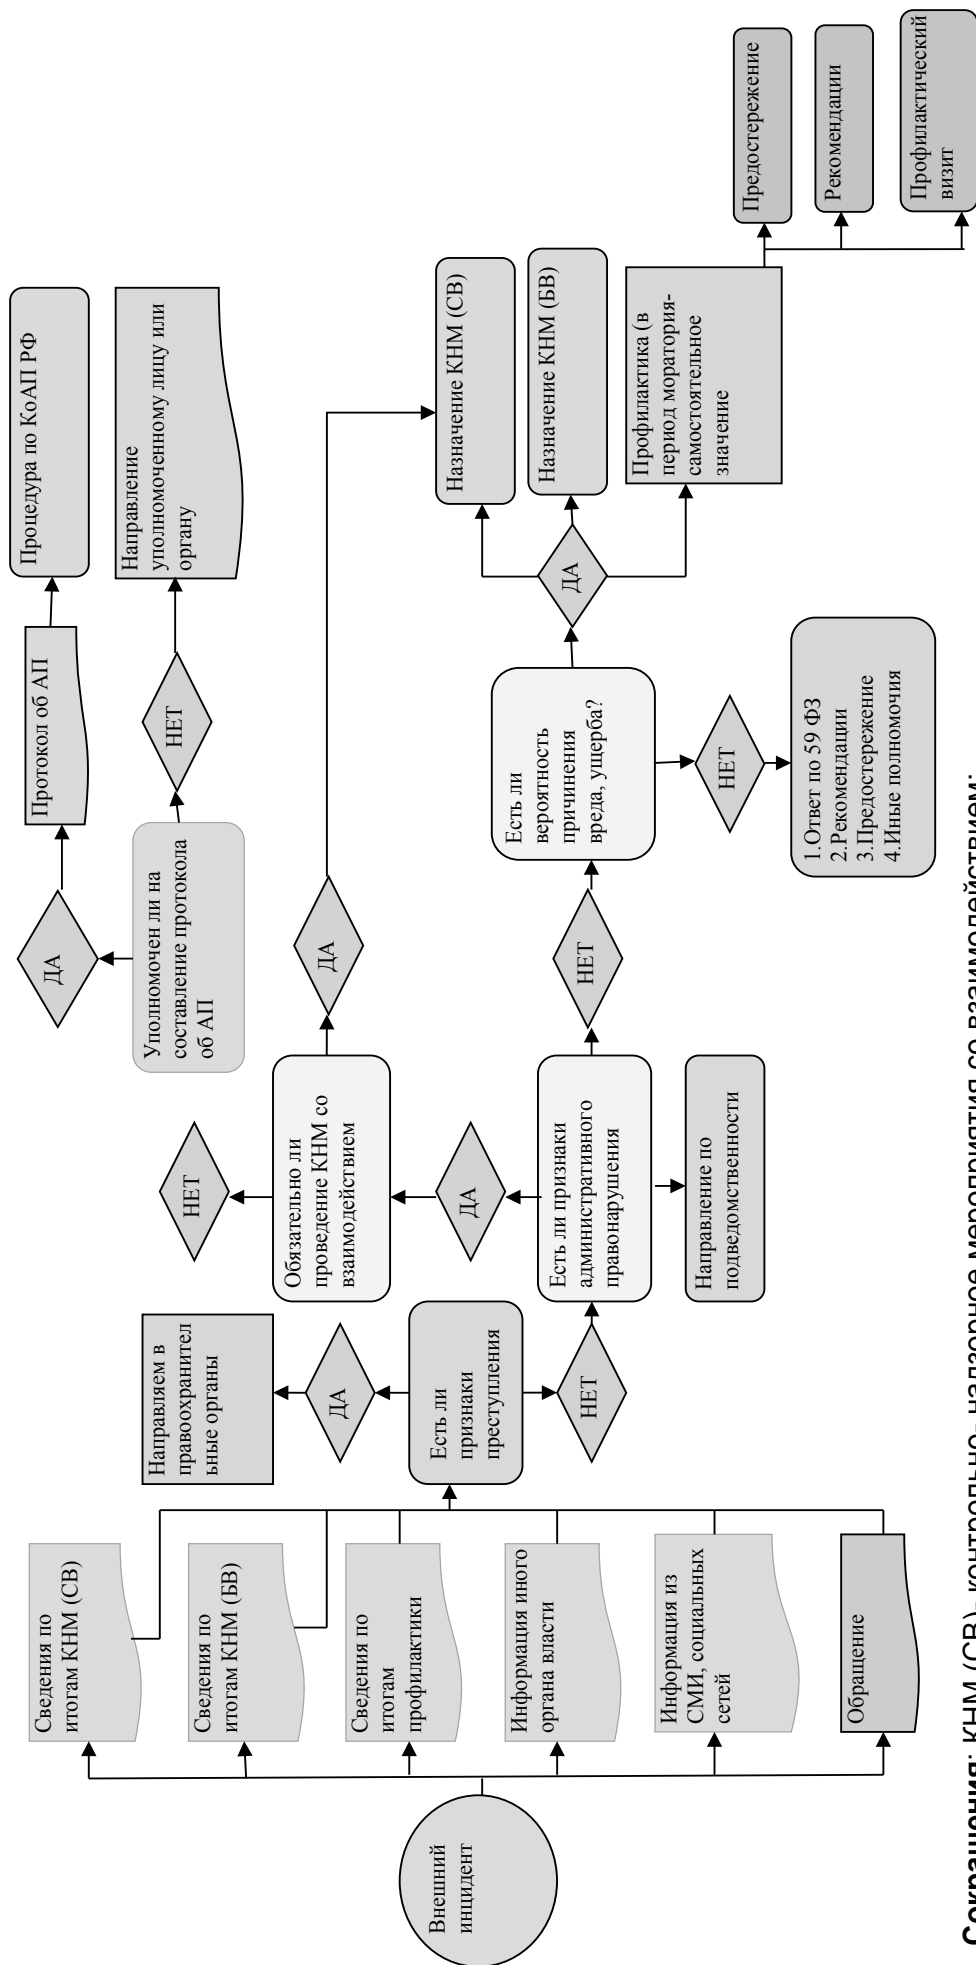 Внешний
инцидент
Сведения по
итогам КНМ (СВ)
Сведения по
итогам КНМ (БВ)
Сведения по
итогам
профилактики
Информация иного
органа власти
Информация из
СМИ, социальных
сетей
Обращение
Направляем в
правоохранител
ьные органы
ДА
Есть ли
признаки
преступления
НЕТ
НЕТ
Обязательно ли
проведение КНМ со
взаимодействием
ДА
Есть ли признаки
административного
правонарушения
Направление по
подведомственности
ДА
Уполномочен ли на
составление протокола
об АП
ДА
НЕТ
Протокол об АП
НЕТ
Есть ли
вероятность
причинения
вреда, ущерба?
НЕТ
1.Ответ по 59 ФЗ
2.Рекомендации
3.Предостережение
4.Иные полномочия
Процедура по КоАП РФ
Направление
уполномоченному лицу или
органу
ДА
Назначение КНМ (СВ)
Назначение КНМ (БВ)
Профилактика (в
период моратория-
самостоятельное
значение
Предостережение
Рекомендации
Профилактический
визит
Сокращения: КНМ (СВ)- контрольно- надзорное мероприятия со взаимодействием;